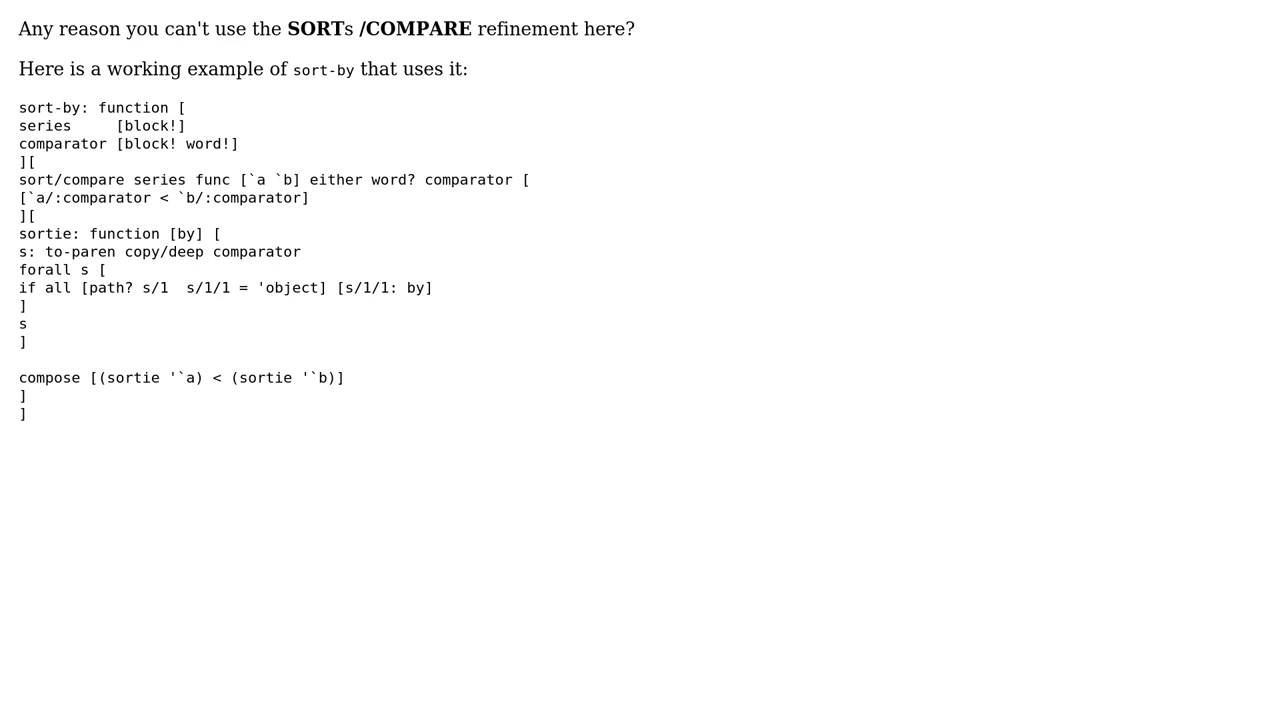 Any reason you can't use the SORTs /COMPARE refinement here?
Here is a working example of sort-by that uses it:
sort-by: function [
series     [block!]
comparator [block! word!]
][
sort/compare series func [`a `b] either word? comparator [
[`a/:comparator < `b/:comparator]
][
sortie: function [by] [
s: to-paren copy/deep comparator
forall s [
if all [path? s/1  s/1/1 = 'object] [s/1/1: by]
]
s
]
compose [(sortie '`a) < (sortie '`b)]
]
]